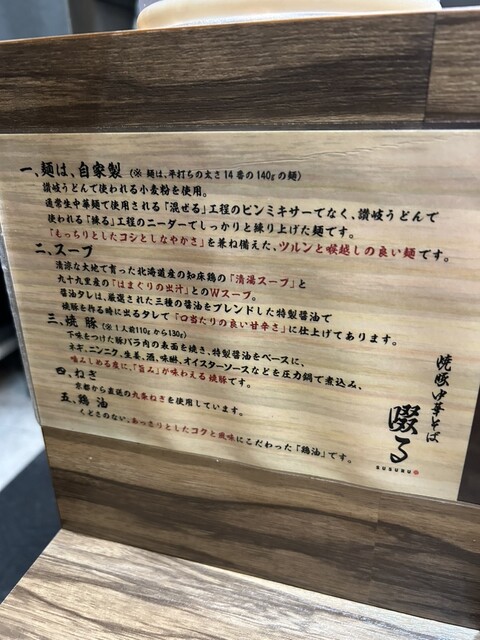 一、麺は、自家製 (※ 麺は、平打ちの太さ14番の140gの麺)
讃岐うどんで使われる小麦粉を使用。
通常生中華麺で使用される「混ぜる」工程のピンミキサーでなく、讃岐うどんで
使われる「練る」工程のニーダーでしっかりと練り上げた麺です。
「もっちりとしたコシとしなやかさ」を兼ね備えた、ツルンと喉越しの良い麺です。
二、スープ
清涼な大地で育った北海道産の知床鶏の「清湯スープ」と
九十九里産の「はまぐりの出汁」とのWスープ。
醤油タレは、厳選された三種の醤油をブレンドした特製醤油で
焼豚を作る時に出るタレで「口当たりの良い甘辛さ」に仕上げております。
三、焼豚 (※1人前110gから130g)
下味をつけた豚バラ肉の表面を焼き、特製醤油をベースに、
ネギ、ニンニク、生姜、酒、味醂、オイスターソースなどを圧力鍋で煮込み、
噛みしめる度に、「旨み」が味わえる焼豚です。
四、ねぎ
京都から直送の九条ねぎを使用しています。
五、鶏油
くどさのない、あっさりとしたコクと風味にこだわった「鶏油」です。
焼豚中華そば
啜る
SUSURU